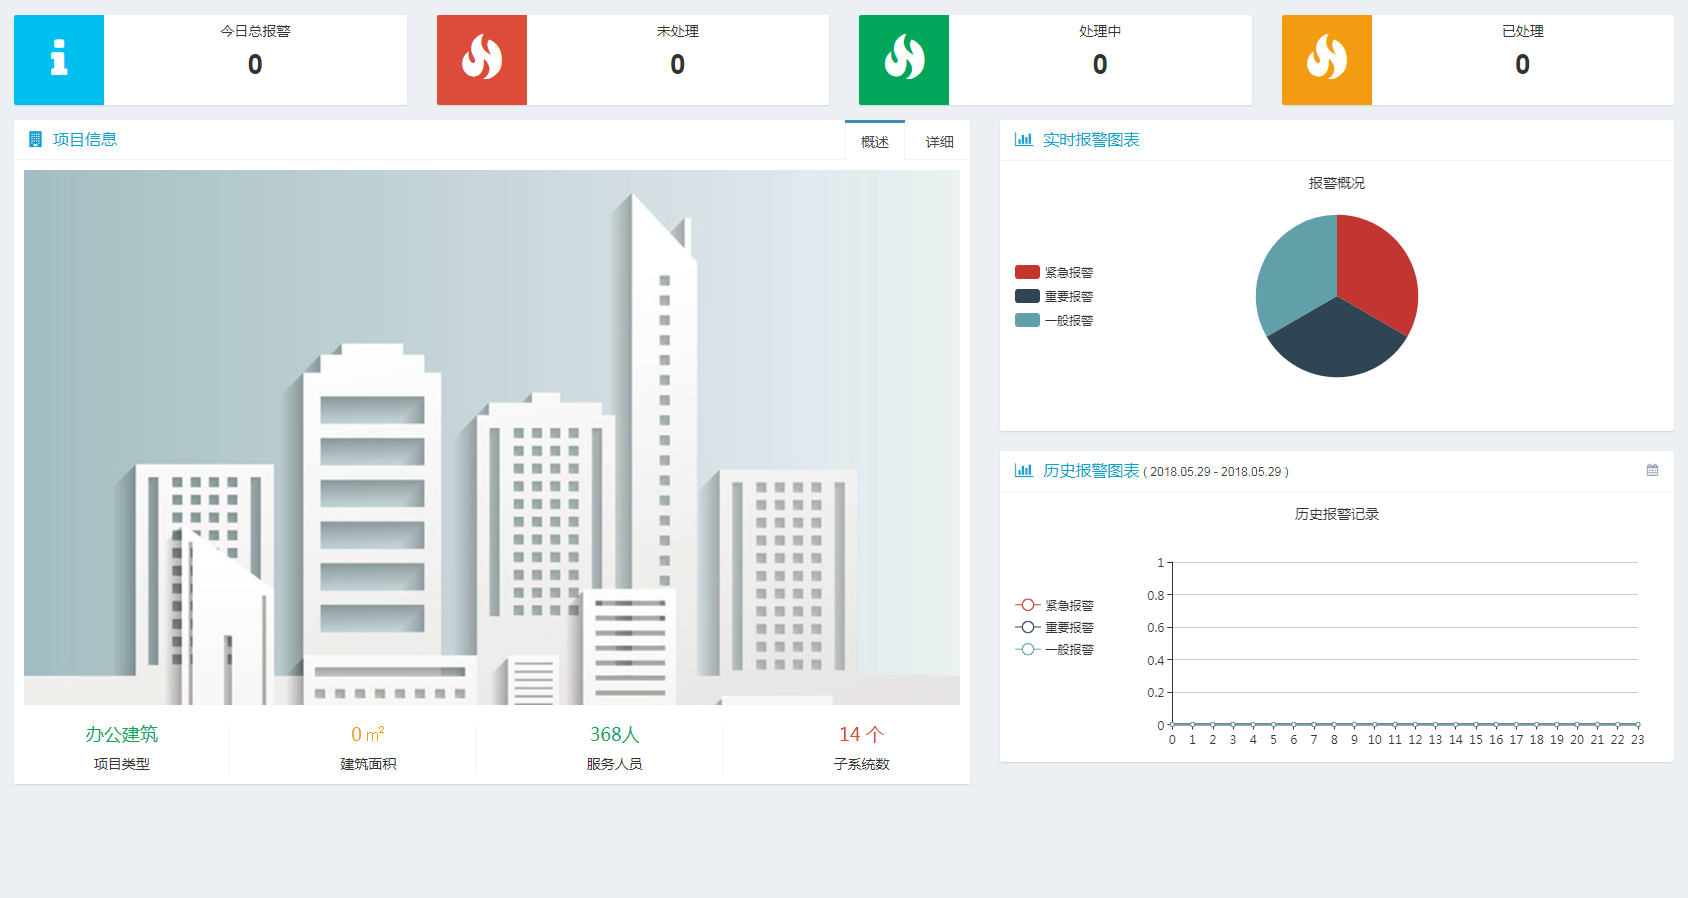 今日总报警
0
未处理
0
处理中
0
已处理
0
项目信息
概述
详细
办公建筑
项目类型
0 ㎡
建筑面积
368人
服务人员
14 个
子系统数
实时报警图表
报警概况
紧急报警
重要报警
一般报警
历史报警图表 ( 2018.05.29 - 2018.05.29 )
历史报警记录
紧急报警
重要报警
一般报警
1
0.8
0.6
0.4
0.2
0
0 1 2 3 4 5 6 7 8 9 10 11 12 13 14 15 16 17 18 19 20 21 22 23